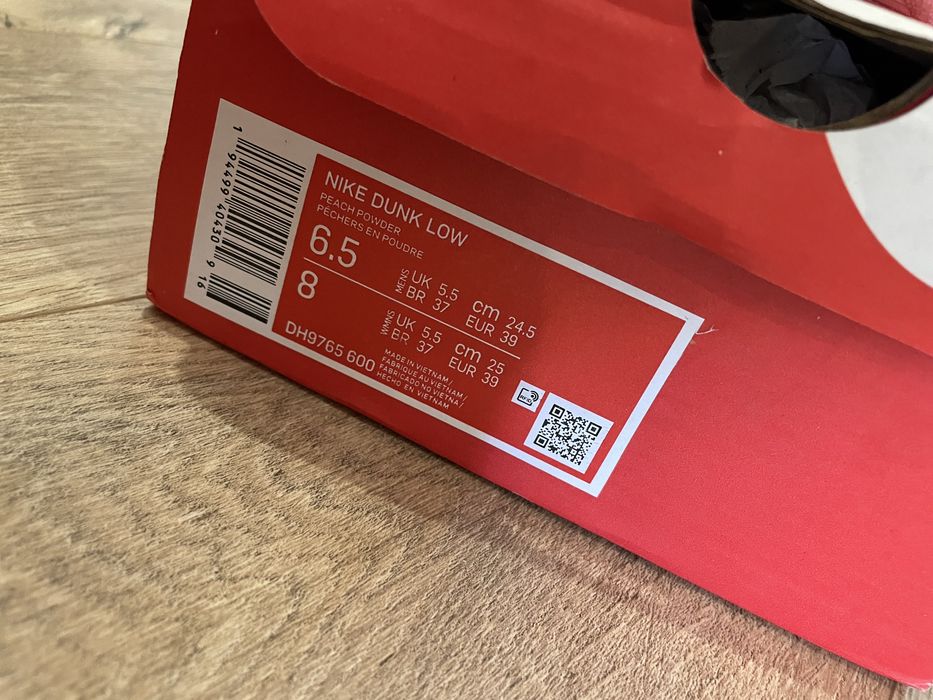 NIKE DUNK LOW
PEACH POWDER
PÊCHERS EN POUDRE
6.5
MENS UK 5.5 cm 24.5
BR 37 EUR 39
8
WMNS UK 5.5 cm 25
BR 37 EUR 39
DH9765 600
MADE IN VIETNAM/
FABRIQUÉ AU VIETNAM/
FABRICADO NO VIETNÃ/
HECHO EN VIETNAM
1 94499 40430 9 16